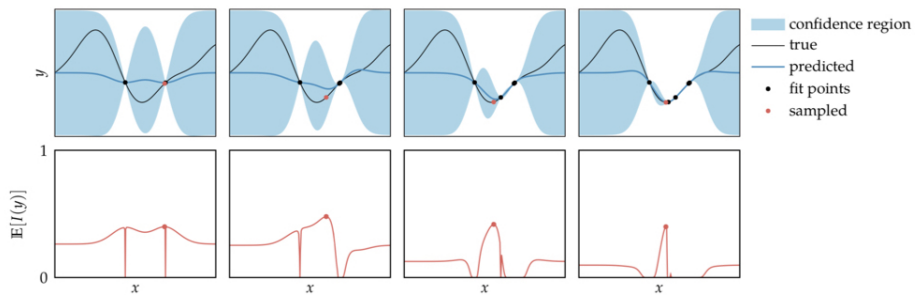 y
confidence region
true
predicted
fit points
sampled
1
𝔼[I(y)]
0
x
x
x
x